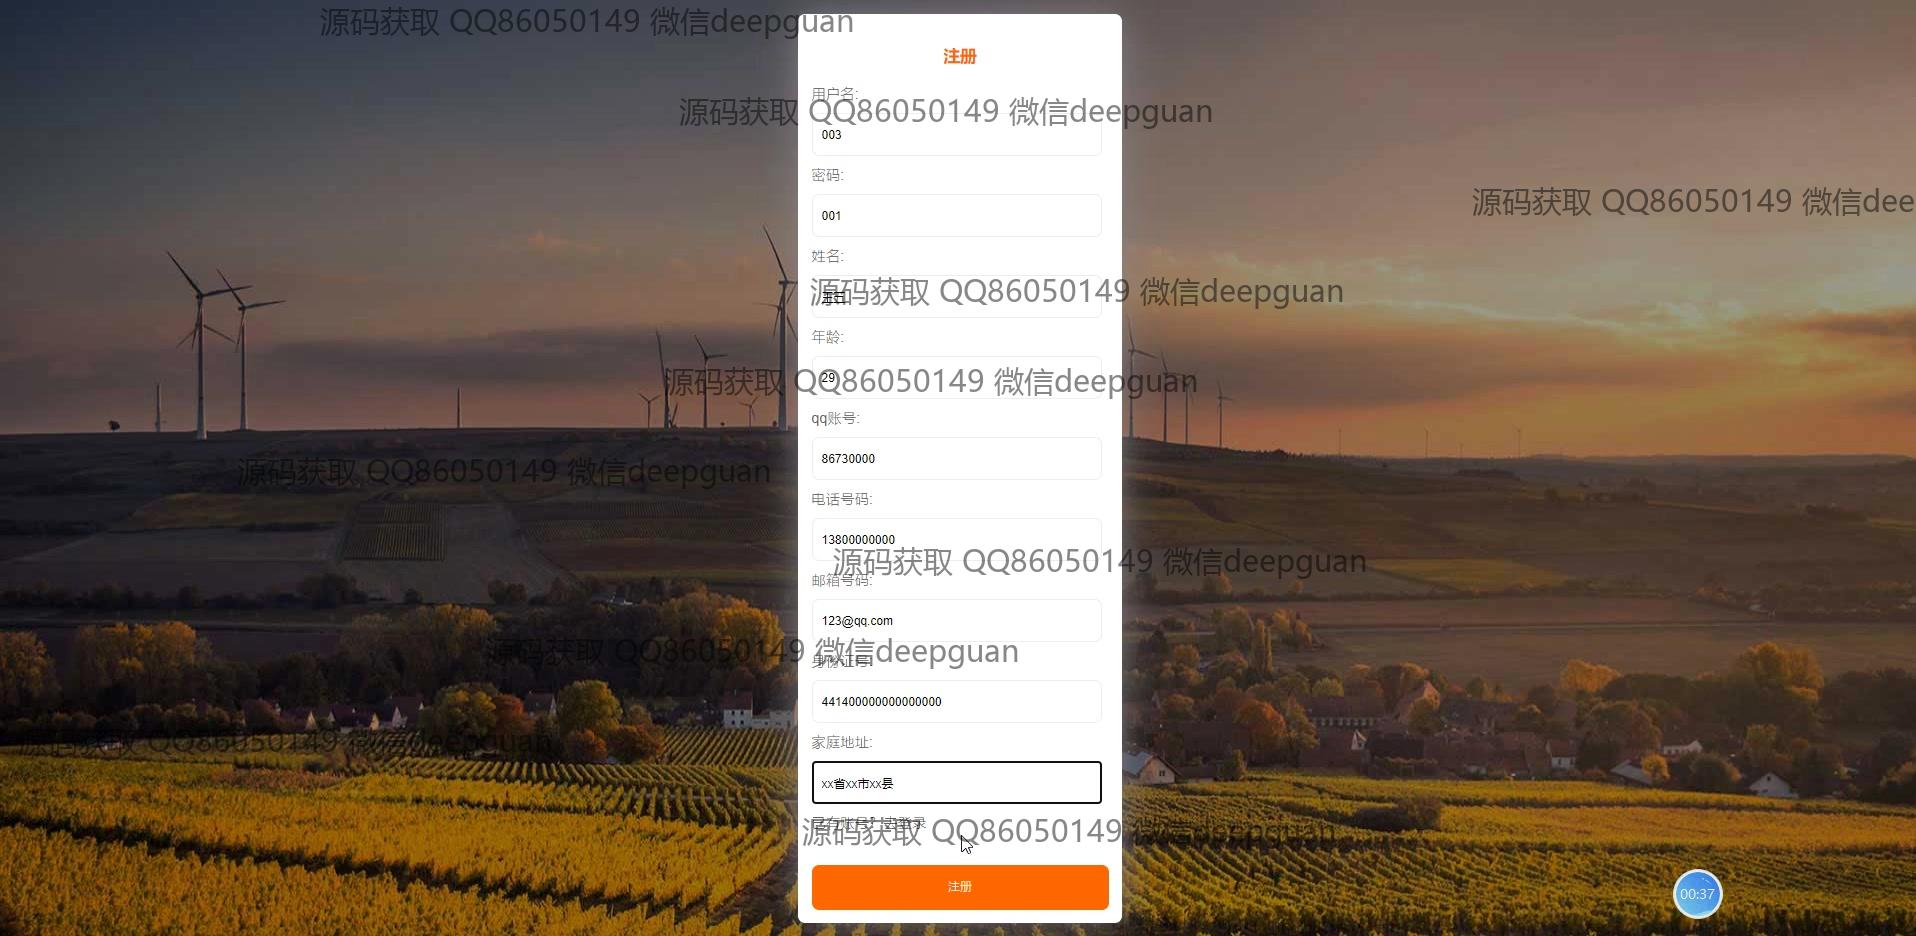 源码获取 QQ86050149 微信deepguan
注册
用户名:
源码获取 QQ86050149 微信deepguan
003
密码:
源码获取 QQ86050149 微信dee
001
姓名:
源码获取 QQ86050149 微信deepguan
年龄:
源码获取 QQ86050149 微信deepguan
29
qq账号:
86730000
源码获取 QQ86050149 微信deepguan
电话号码:
13800000000
源码获取 QQ86050149 微信deepguan
邮箱号码:
123@qq.com
源码获取 QQ86050149 微信deepguan
身份证号:
441400000000000000
家庭地址:
源码获取 QQ86050149 微信deepguan
xx省xx市xx县
已有账号？去登录
源码获取 QQ86050149 微信deepguan
注册
00:37